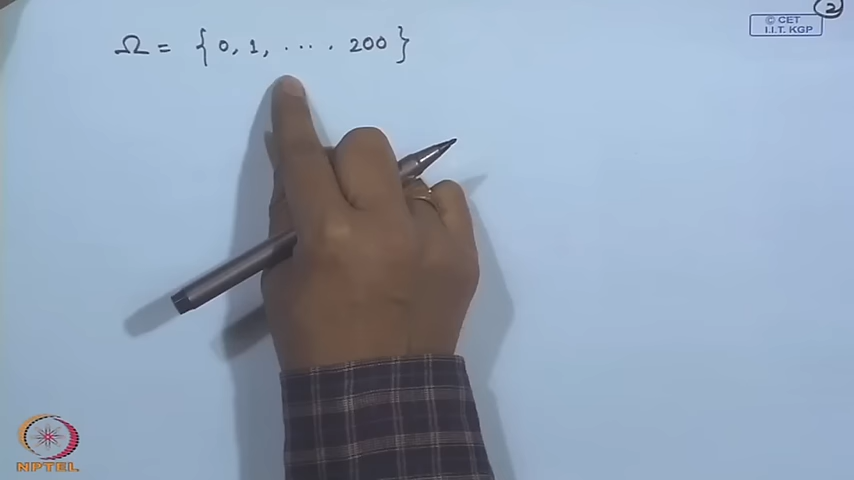 Ω = { 0, 1, ..... 200 }
2
© CET
I.I.T. KGP
NPTEL